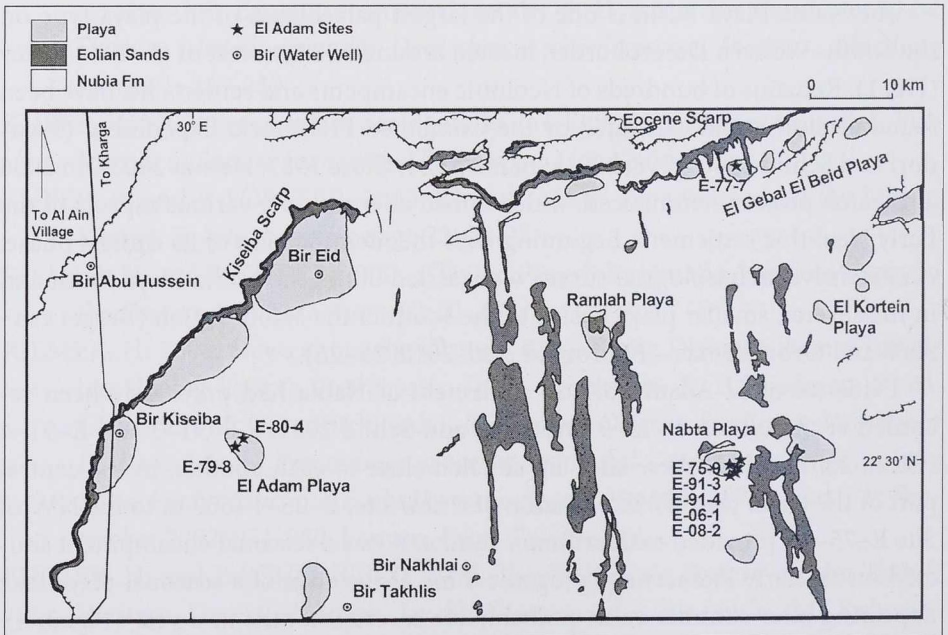 Playa
Eolian Sands
Nubia Fm
El Adam Sites
Bir (Water Well)
10 km
30° E
Eocene Scarp
To Kharga
E-77-7
El Gebal El Beid Playa
To Al Ain
Village
Kiseiba Scarp
Bir Eid
Bir Abu Hussein
Ramlah Playa
El Kortein
Playa
Bir Kiseiba
E-80-4
E-79-8
El Adam Playa
Nabta Playa
22° 30' N
E-75-9
E-91-3
E-91-4
E-06-1
E-08-2
Bir Nakhlai
Bir Takhlis